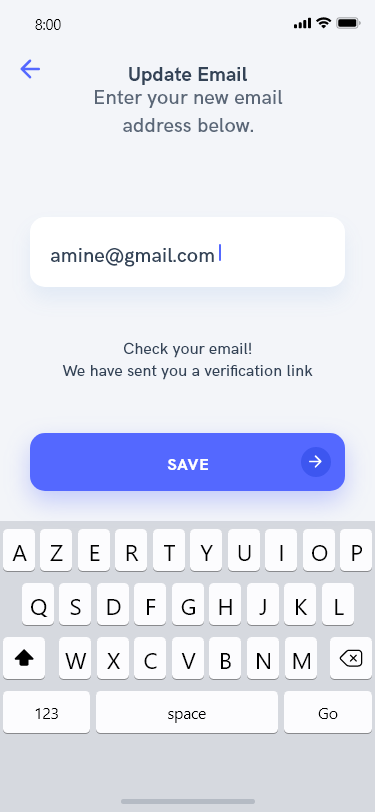 8:00
Update Email
Enter your new email
address below.
amine@gmail.com
Check your email!
We have sent you a verification link
SAVE
A Z E R T Y U I O P
Q S D F G H J K L
W X C V B N M
123 space Go